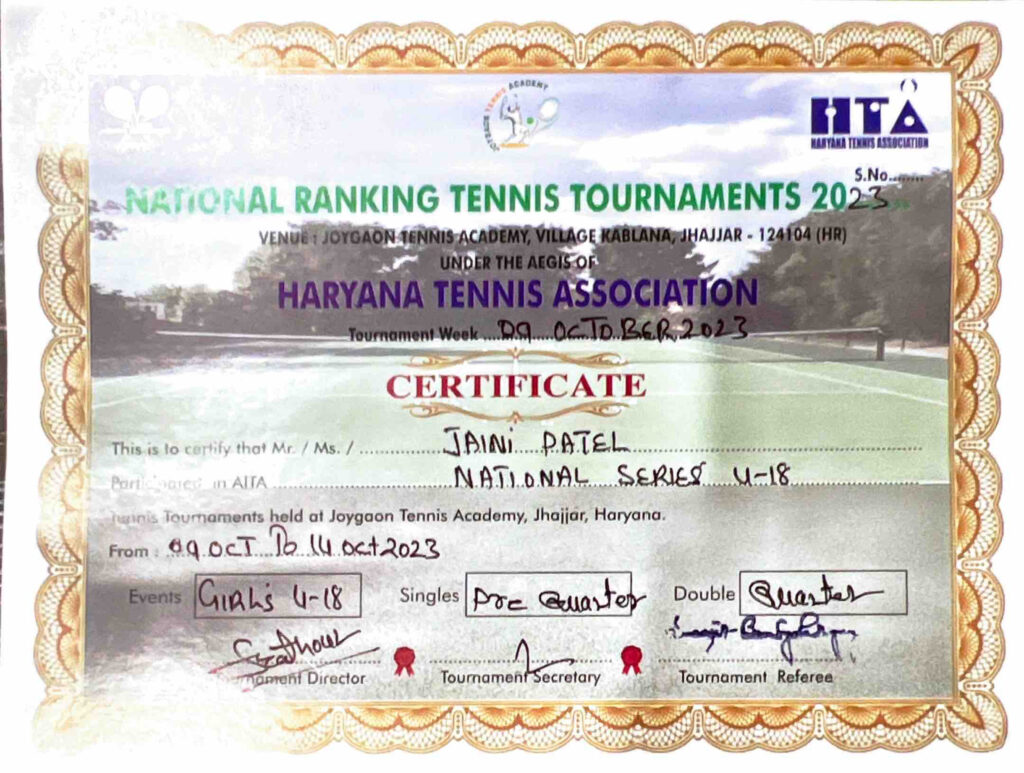 JOYGAON TENNIS ACADEMY
HTA
HARYANA TENNIS ASSOCIATION
S.No........
NATIONAL RANKING TENNIS TOURNAMENTS 2023
VENUE : JOYGAON TENNIS ACADEMY, VILLAGE KABLANA, JHAJJAR - 124104 (HR)
UNDER THE AEGIS OF
HARYANA TENNIS ASSOCIATION
Tournament Week ....09....OCTOBER, 2023
CERTIFICATE
This is to certify that Mr. / Ms. / JAINI PATEL
Participated in AITA NATIONAL SERIES U-18
Tennis Tournaments held at Joygaon Tennis Academy, Jhajjar, Haryana.
From : 09 OCT To 14 Oct 2023
Events GIRL'S U-18 Singles Pre Quarter Double Quarter
Tournament Director Tournament Secretary Tournament Referee